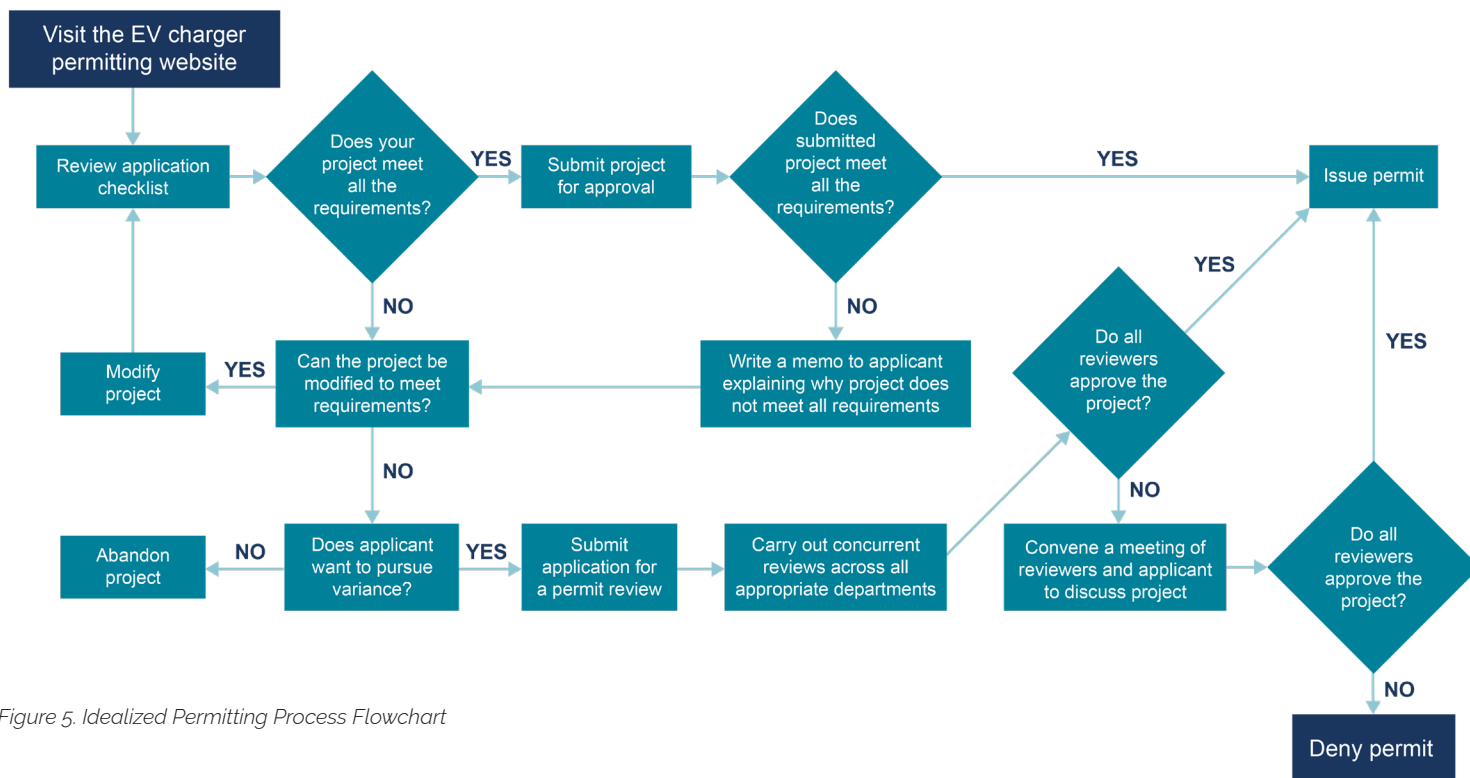 Visit the EV charger
permitting website
Review application
checklist
Does your
project meet
all the
requirements?
YES
Submit project
for approval
Does
submitted
project meet
all the
requirements?
YES
Issue permit
NO
NO
YES
YES
Modify
project
YES
Can the project be
modified to meet
requirements?
Write a memo to applicant
explaining why project does
not meet all requirements
Do all
reviewers
approve the
project?
NO
NO
Abandon
project
NO
Does applicant
want to pursue
variance?
YES
Submit
application for
a permit review
Carry out concurrent
reviews across all
appropriate departments
Convene a meeting of
reviewers and applicant
to discuss project
Do all
reviewers
approve the
project?
NO
Deny permit
Figure 5. Idealized Permitting Process Flowchart